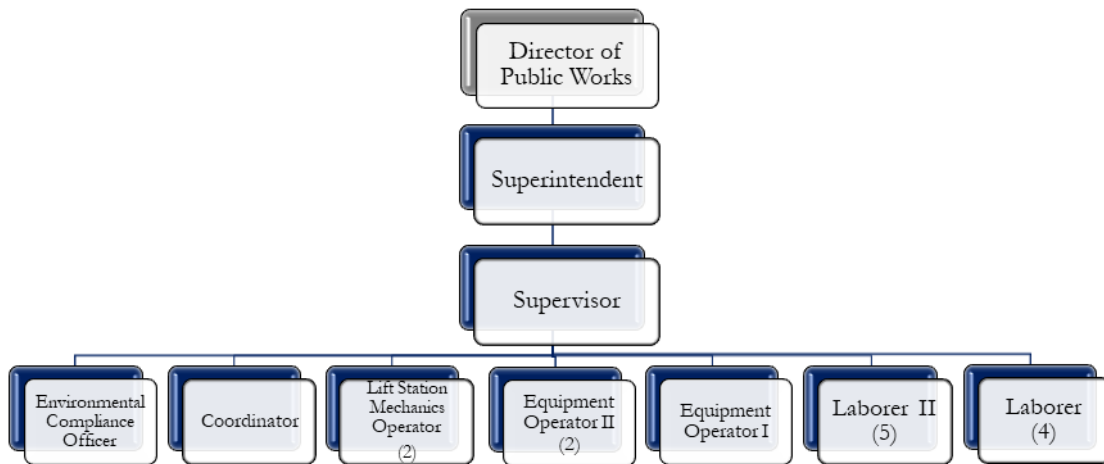 Director of
Public Works
Superintendent
Supervisor
Environmental
Compliance
Officer
Coordinator
Lift Station
Mechanics
Operator
(2)
Equipment
Operator II
(2)
Equipment
Operator I
Laborer II
(5)
Laborer
(4)